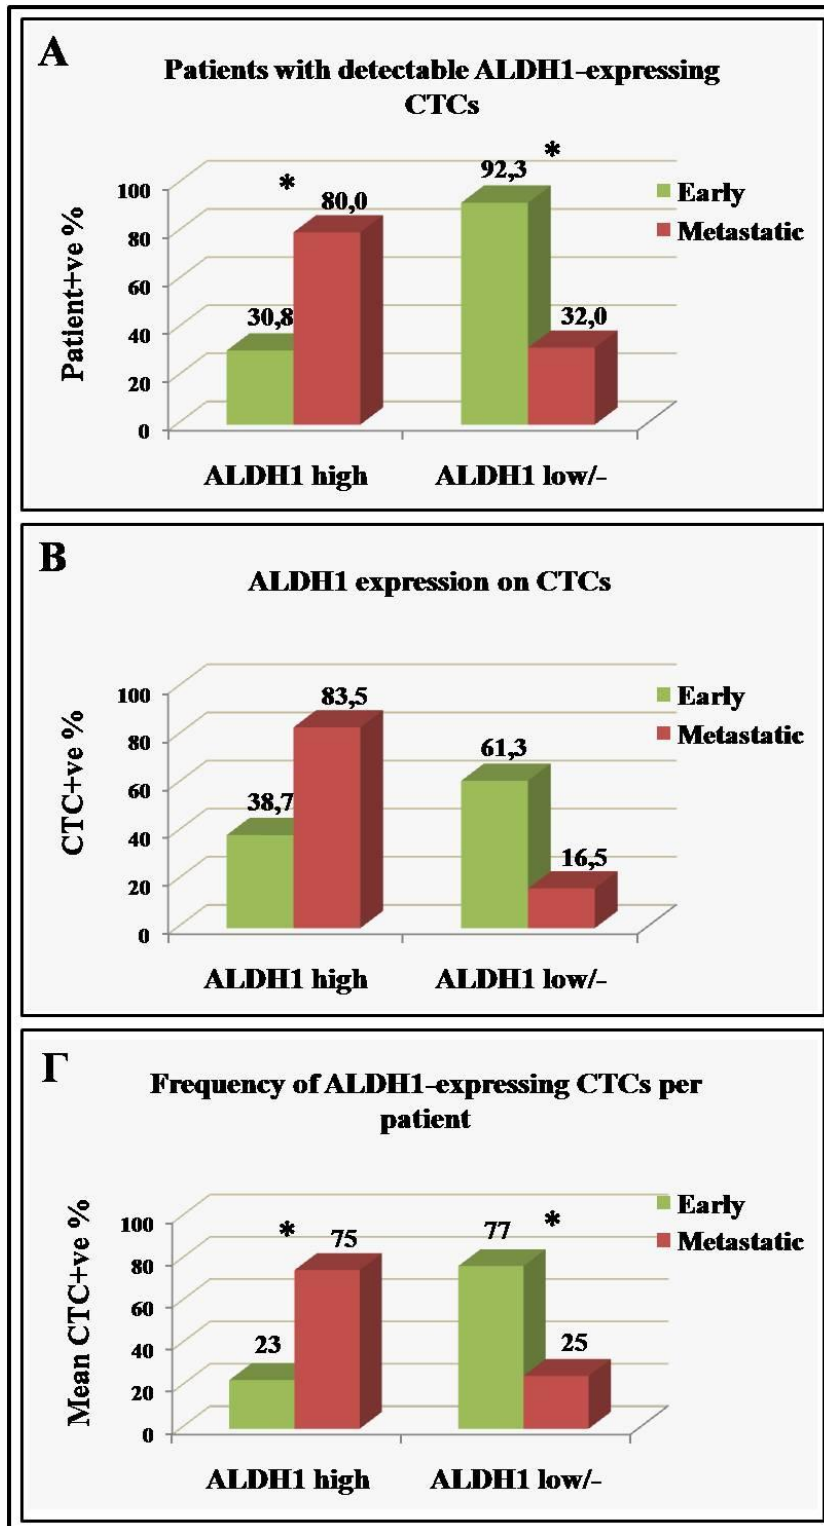 A
Patients with detectable ALDH1-expressing
CTCs
*
*
92,3
80,0
30,8
32,0
Early
Metastatic
Patient+ve %
100
80
60
40
20
0
ALDH1 high
ALDH1 low/-
B
ALDH1 expression on CTCs
83,5
61,3
38,7
16,5
Early
Metastatic
CTC+ve %
100
80
60
40
20
0
ALDH1 high
ALDH1 low/-
Γ
Frequency of ALDH1-expressing CTCs per
patient
*
75
77
*
23
25
Early
Metastatic
Mean CTC+ve %
100
80
60
40
20
0
ALDH1 high
ALDH1 low/-